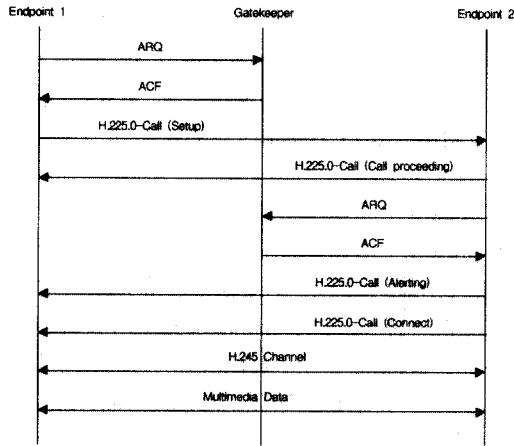 Endpoint 1
Gatekeeper
Endpoint 2
ARQ
ACF
H.225.0-Call (Setup)
H.225.0-Call (Call proceeding)
ARQ
ACF
H.225.0-Call (Alerting)
H.225.0-Call (Connect)
H.245 Channel
Multimedia Data